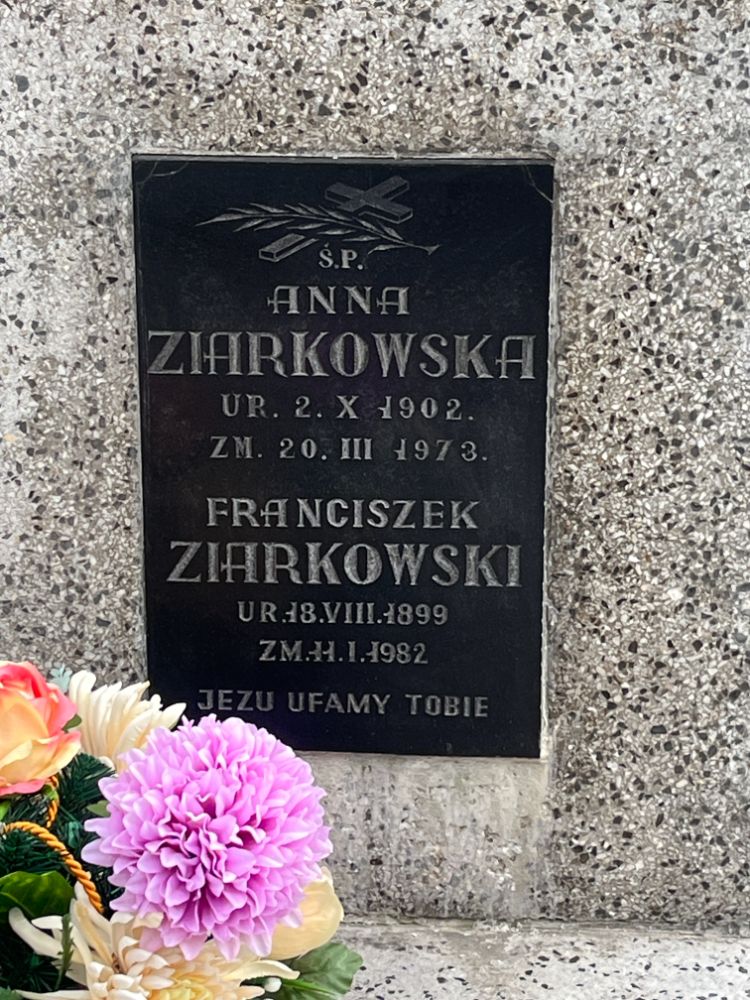 Ś.P.
ANNA
ZIARKOWSKA
UR. 2. X 1902.
ZM. 20. III 1973.
FRANCISZEK
ZIARKOWSKI
UR.18.VIII.1899
ZM.11.I.1982
JEZU UFAMY TOBIE